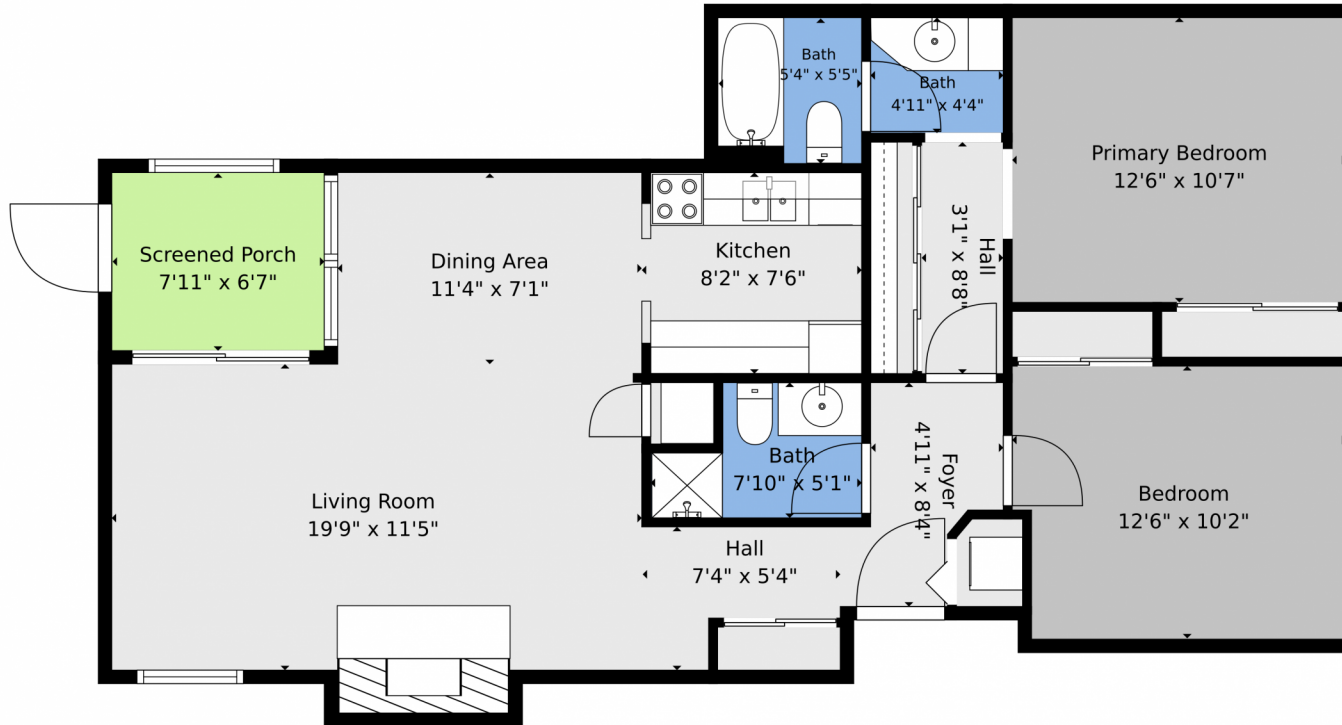 Bath
5'4" x 5'5"
Bath
4'11" x 4'4"
Primary Bedroom
12'6" x 10'7"
Screened Porch
7'11" x 6'7"
Dining Area
11'4" x 7'1"
Kitchen
8'2" x 7'6"
Hall
3'1" x 8'8"
Living Room
19'9" x 11'5"
Bath
7'10" x 5'1"
Foyer
4'11" x 8'4"
Bedroom
12'6" x 10'2"
Hall
7'4" x 5'4"